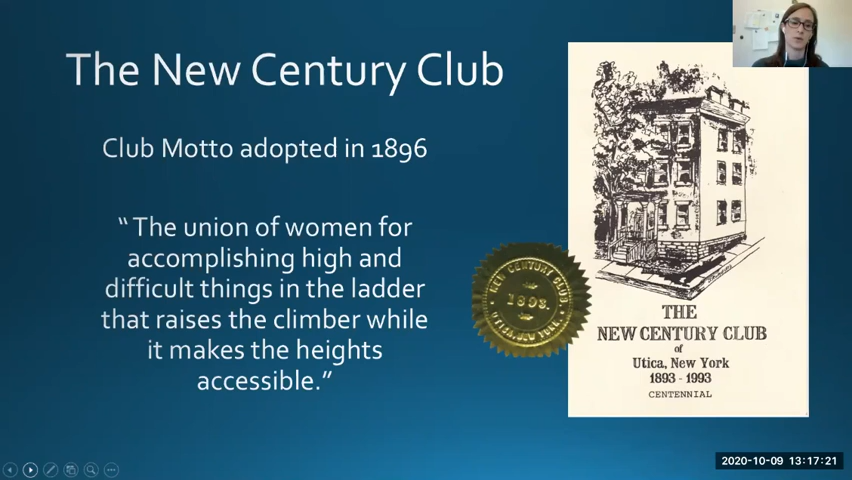 The New Century Club
Club Motto adopted in 1896
“ The union of women for
accomplishing high and
difficult things in the ladder
that raises the climber while
it makes the heights
accessible.”
NEW CENTURY CLUB
1893.
UTICA, NEW YORK.
THE
NEW CENTURY CLUB
of
Utica, New York
1893 - 1993
CENTENNIAL
2020-10-09 13:17:21